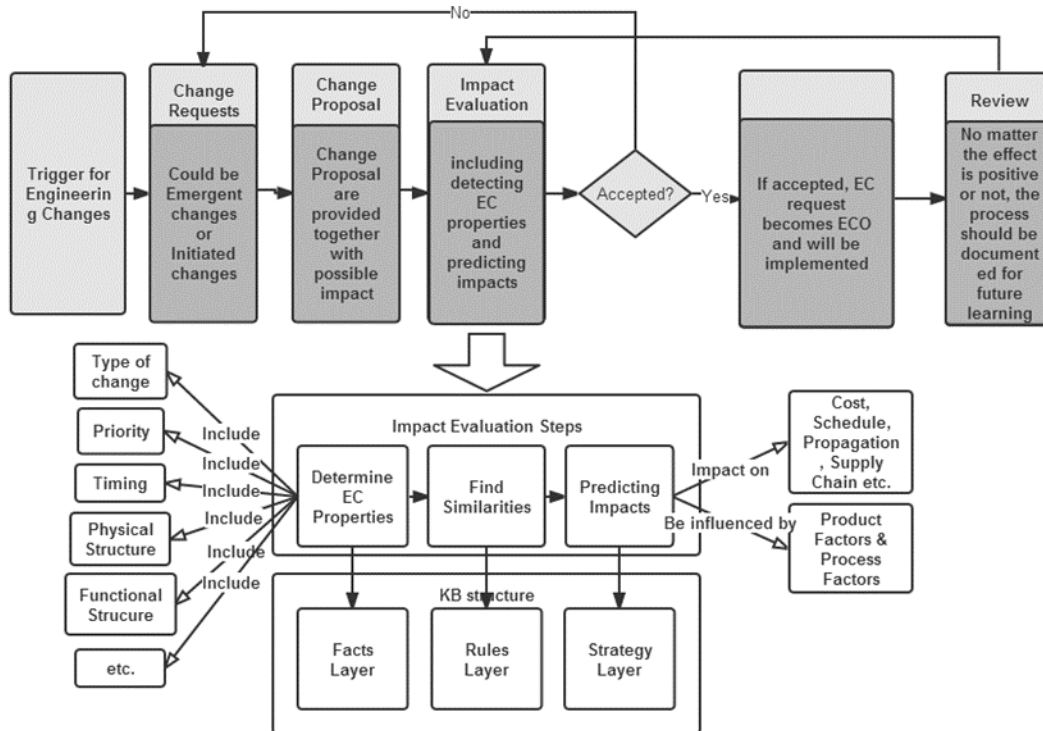 No
Trigger for
Engineerin
g Changes
Change
Requests
Could be
Emergent
changes
or
Initiated
changes
Change
Proposal
Change
Proposal
are
provided
together
with
possible
impact
Impact
Evaluation
including
detecting
EC
properties
and
predicting
impacts
Accepted?
Yes
If accepted, EC
request
becomes ECO
and will be
implemented
Review
No matter
the effect
is positive
or not, the
process
should be
document
ed for
future
learning
Type of
change
Priority
Timing
Physical
Structure
Functional
Strucure
etc.
Include
Include
Include
Include
Include
Include
Impact Evaluation Steps
Determine
EC
Properties
Find
Similarities
Predicting
Impacts
Impact on
Be influenced by
Cost,
Schedule,
Propagation
, Supply
Chain etc.
Product
Factors &
Process
Factors
KB structure
Facts
Layer
Rules
Layer
Strategy
Layer